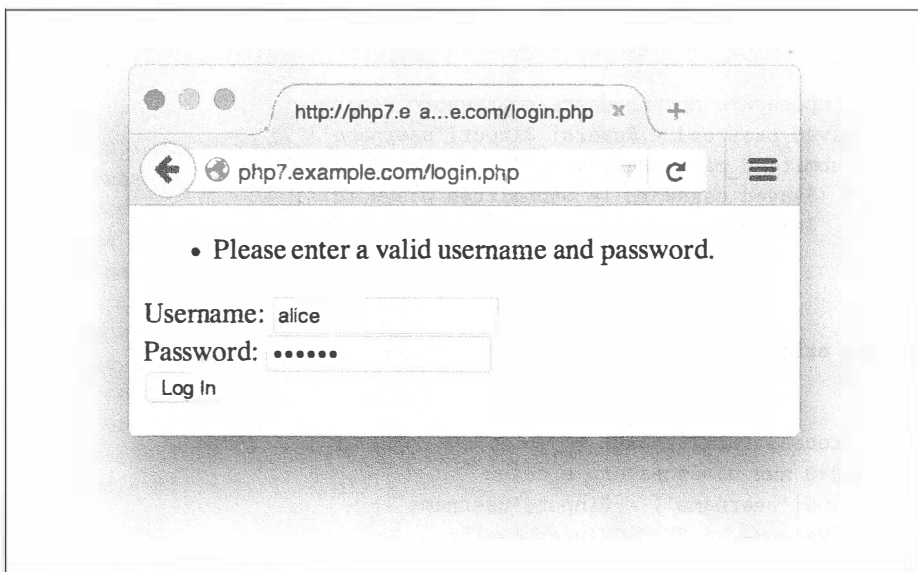 http://php7.e a...e.com/login.php
php7.example.com/login.php
• Please enter a valid username and password.
Username: alice
Password: ••••••
Log In